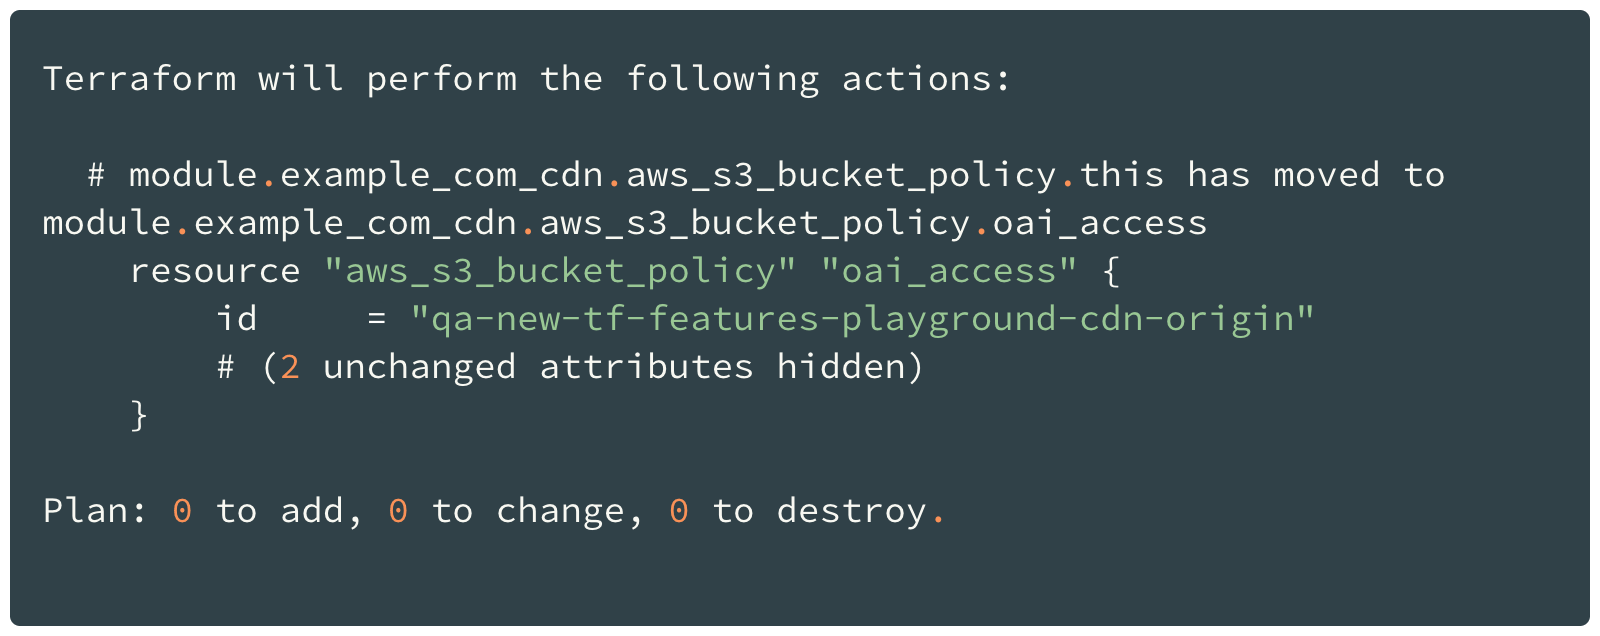 Terraform will perform the following actions:

  # module.example_com_cdn.aws_s3_bucket_policy.this has moved to
module.example_com_cdn.aws_s3_bucket_policy.oai_access
    resource "aws_s3_bucket_policy" "oai_access" {
        id     = "qa-new-tf-features-playground-cdn-origin"
        # (2 unchanged attributes hidden)
    }

Plan: 0 to add, 0 to change, 0 to destroy.